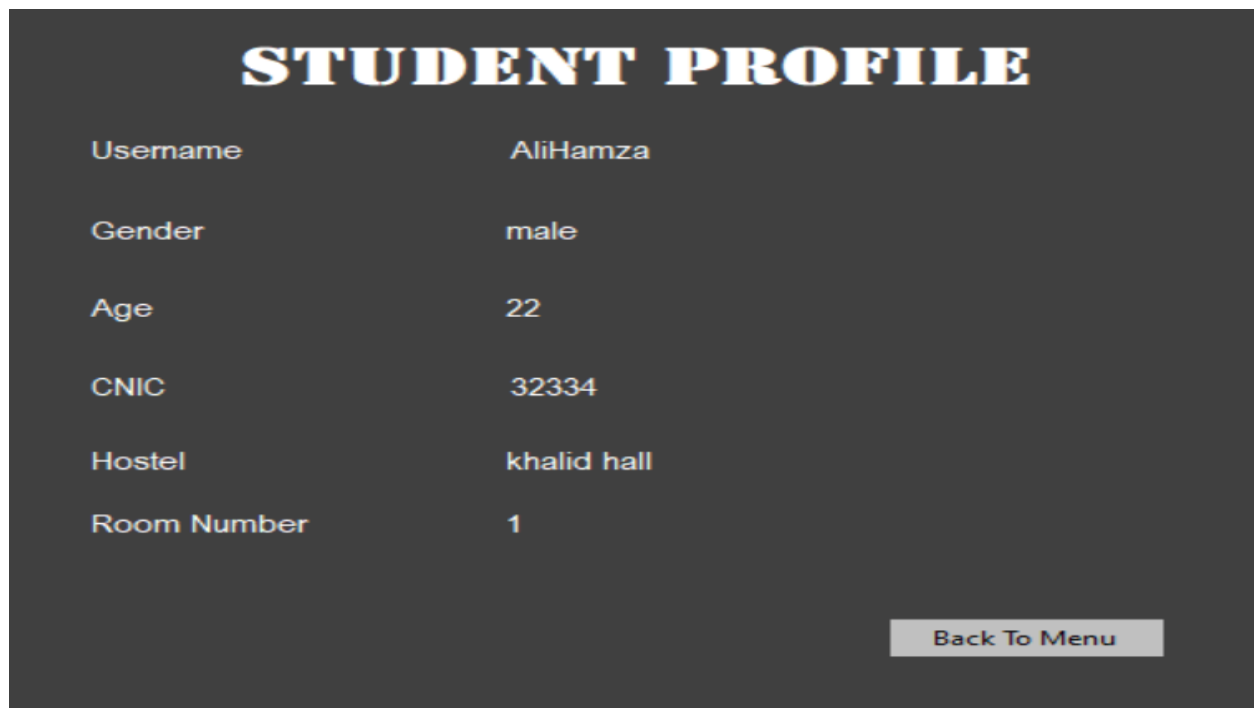 STUDENT PROFILE
Username AliHamza
Gender male
Age 22
CNIC 32334
Hostel khalid hall
Room Number 1
Back To Menu